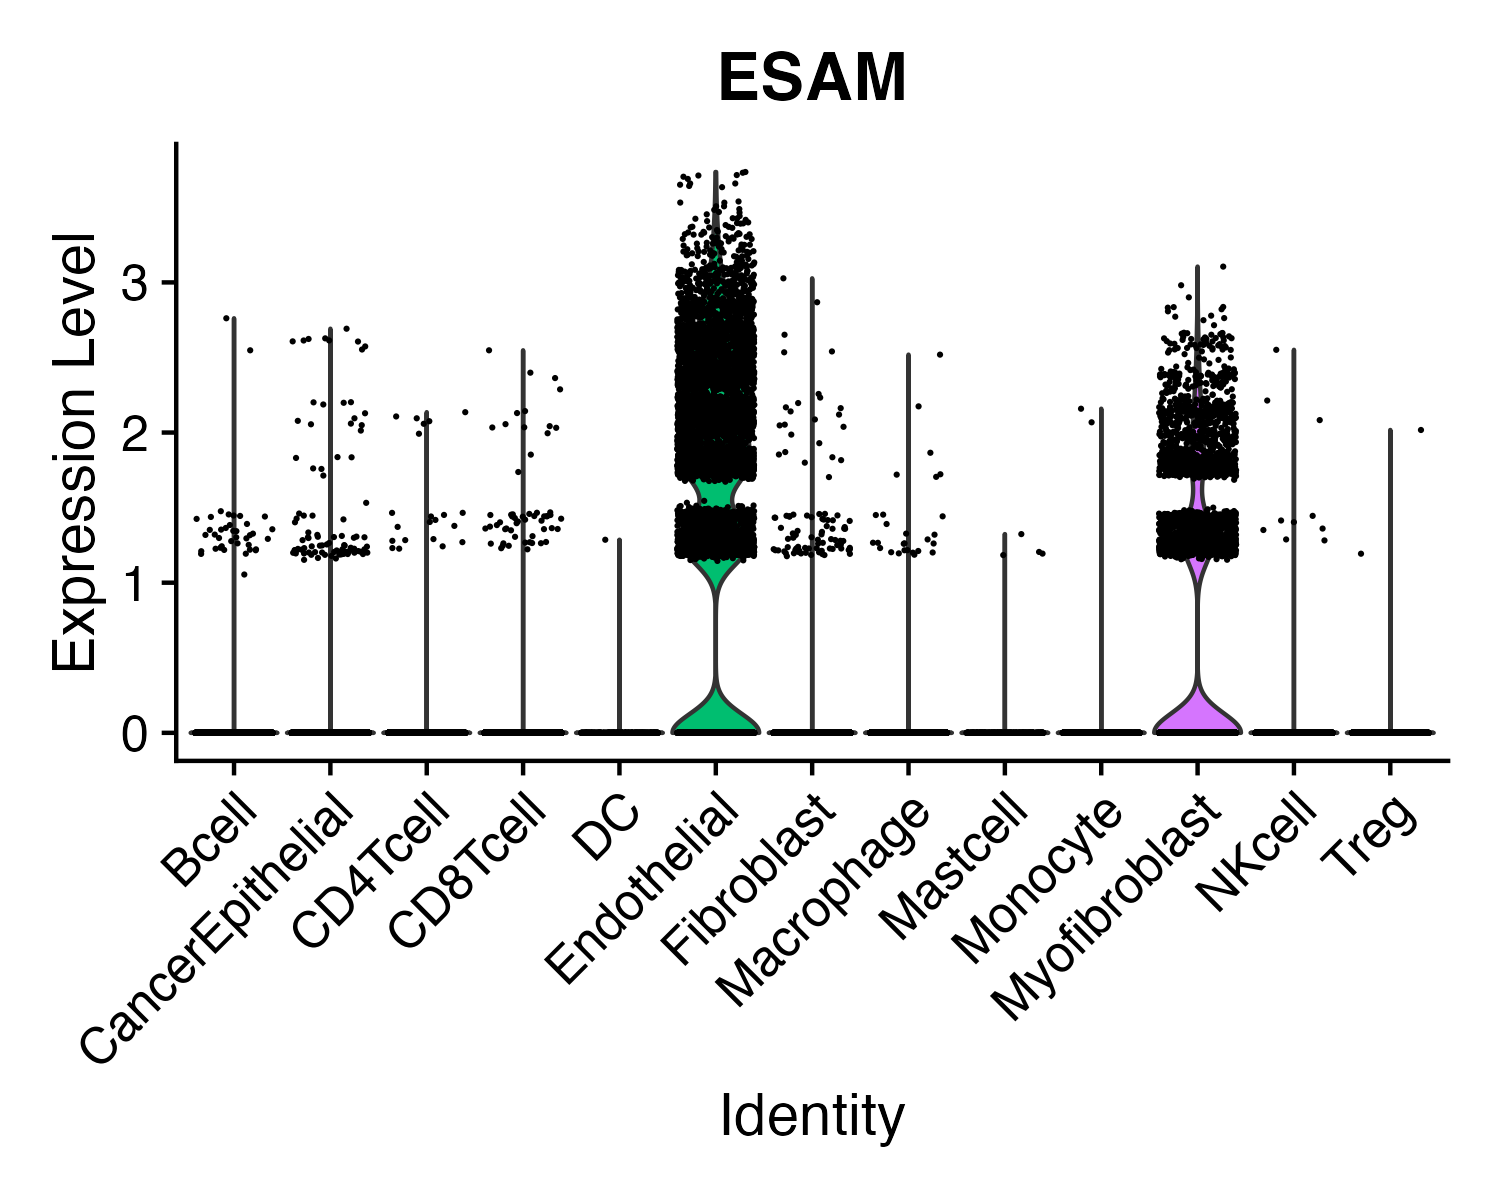 ESAM
Expression Level
3
2
1
0
Bcell
CancerEpithelial
CD4Tcell
CD8Tcell
DC
Endothelial
Fibroblast
Macrophage
Mastcell
Monocyte
Myofibroblast
NKcell
Treg
Identity